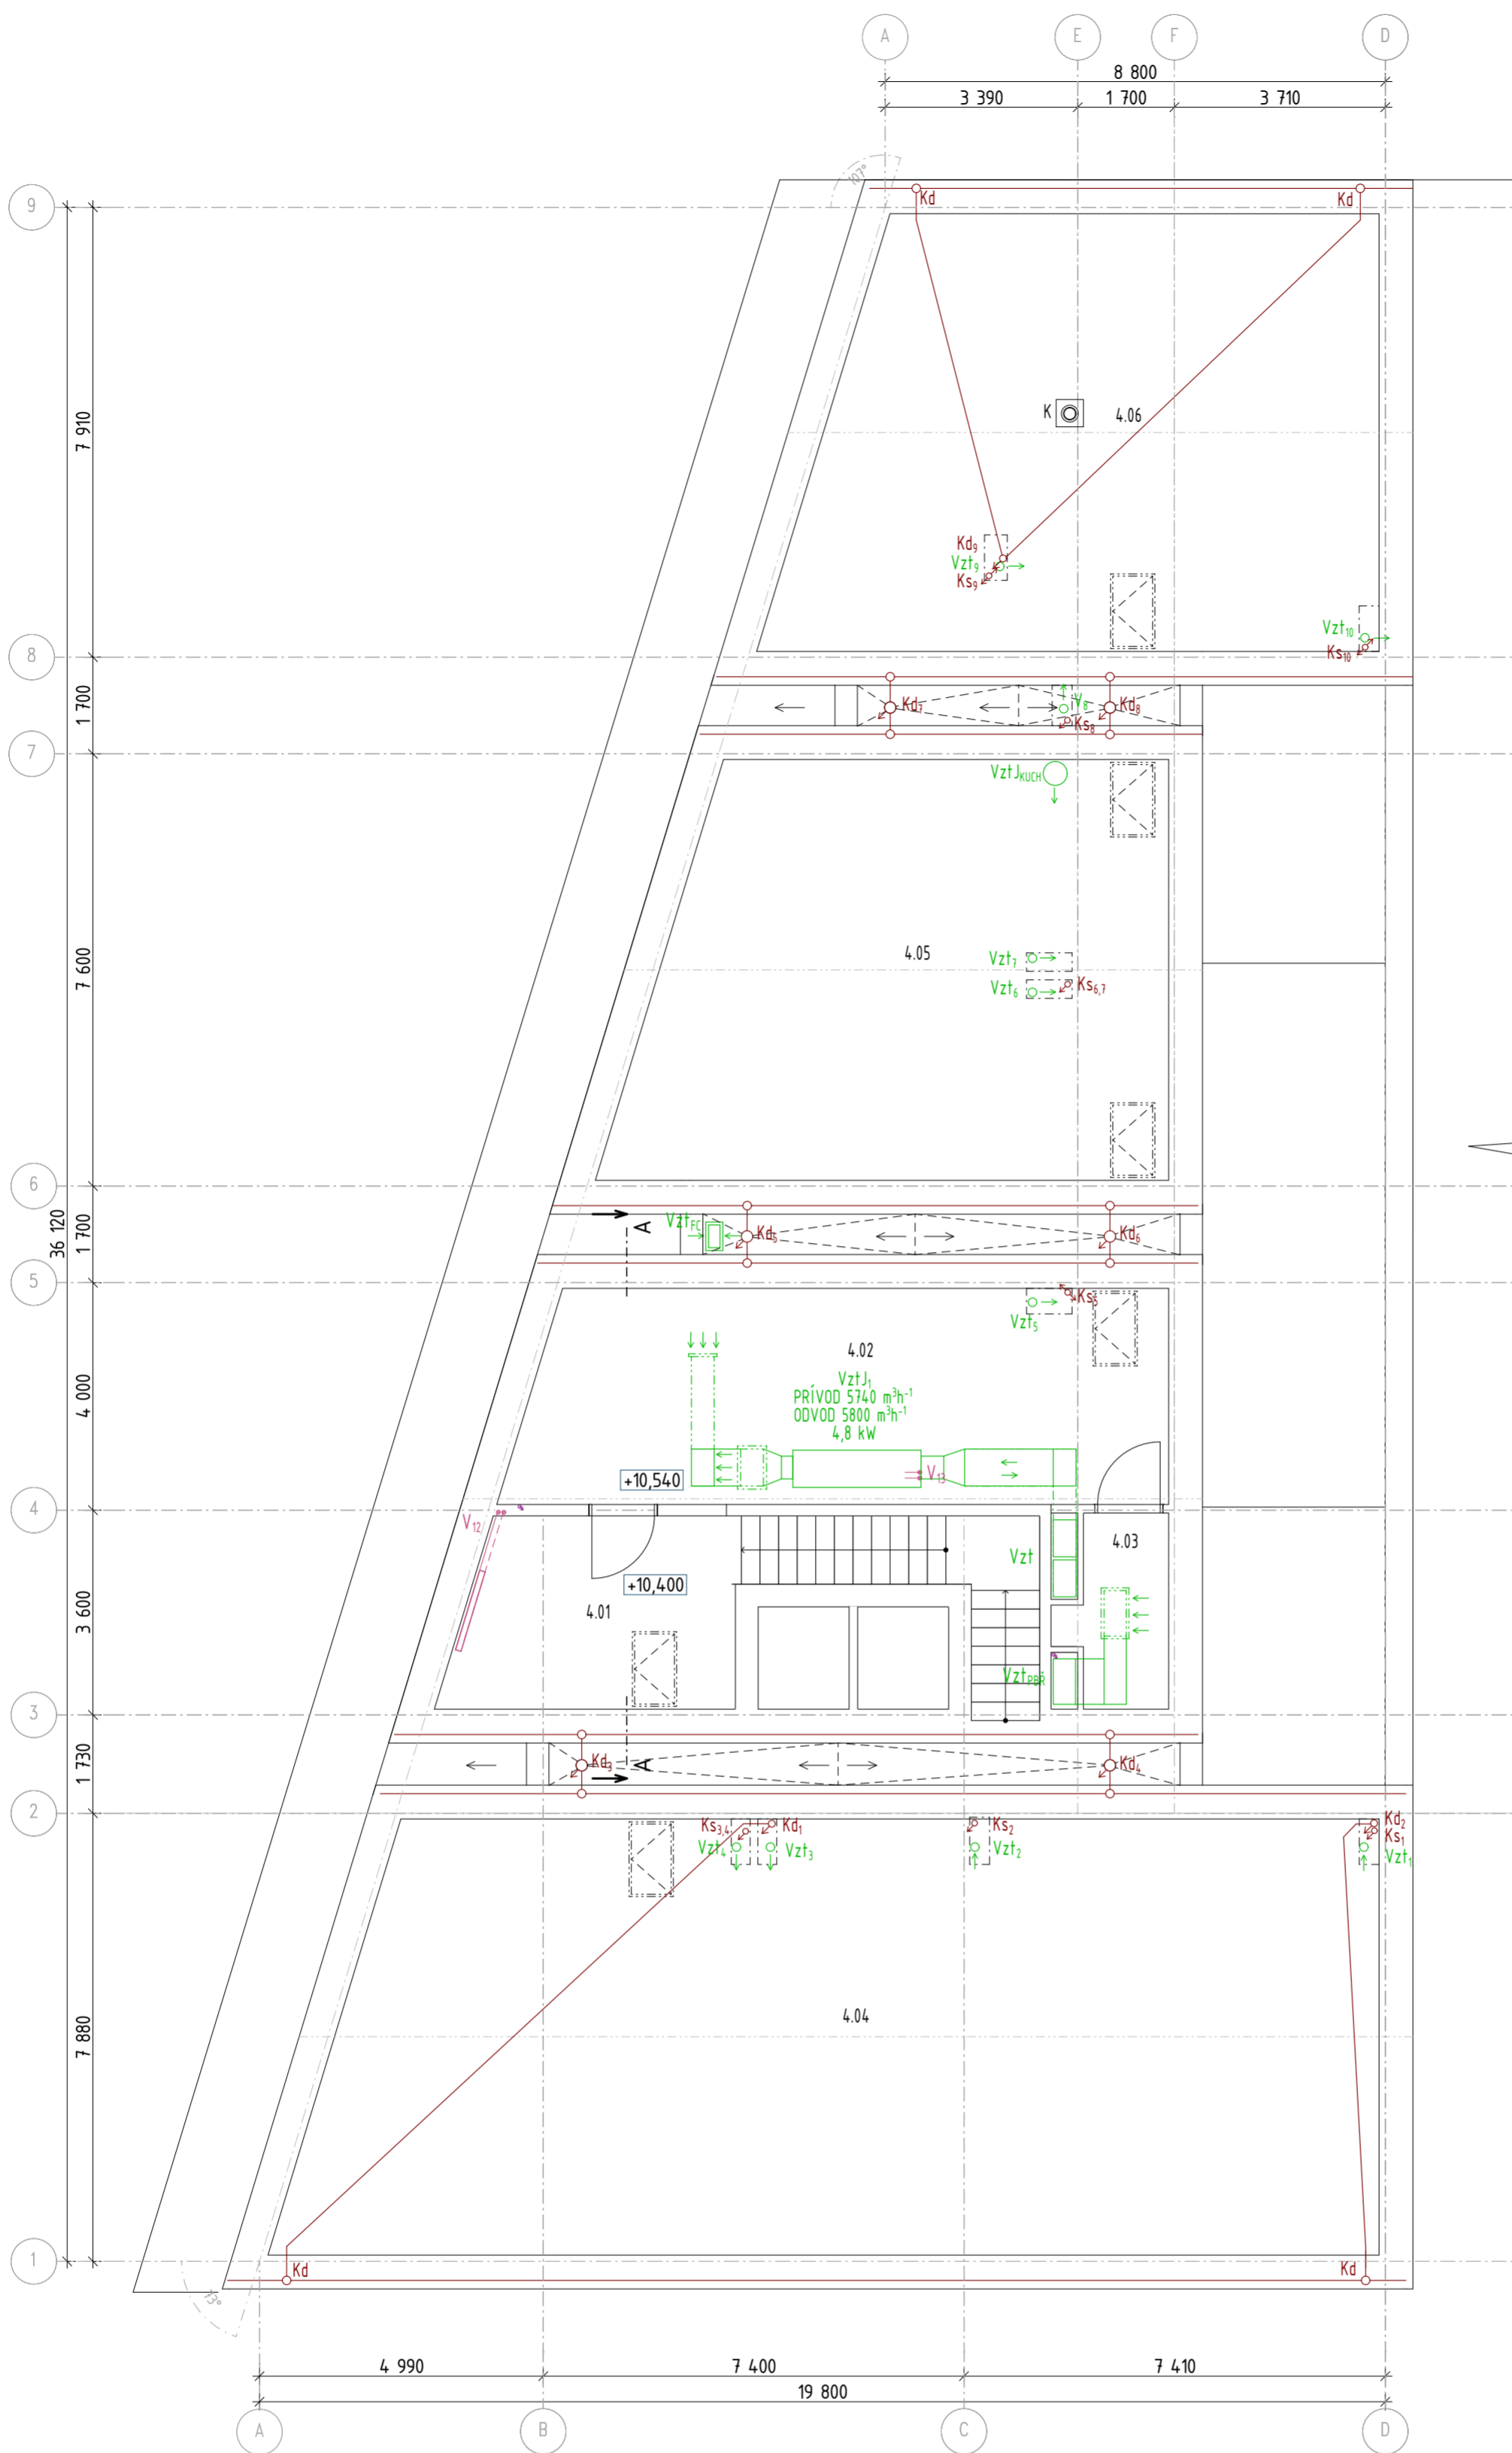 A E F D
8 800
3 390 1 700 3 710
107°
9
Kd Kd
7 910
K 4.06
Kd9
Vzt9
Ks9
Vzt10
Ks10
8
1 700
Kd7 V8 Kd8
Ks8
7
VztJKUCH
7 600
4.05
Vzt7
Vzt6 Ks6,7
6
36 120
1 700
VztFC A Kd5 Kd6
5
Ks5
Vzt5
4.02
4 000
VztJ1
PRÍVOD 5740 m³h⁻¹
ODVOD 5800 m³h⁻¹
4,8 kW
V13
+10,540
4
V12
4.03
Vzt
+10,400
3 600
4.01
VztPBŘ
3
1 730
Kd3 A Kd4
2
Ks3,4 Kd1 Ks2 Kd2
Ks1
Vzt4 Vzt3 Vzt2 Vzt1
4.04
7 880
1
Kd Kd
73°
4 990 7 400 7 410
19 800
A B C D